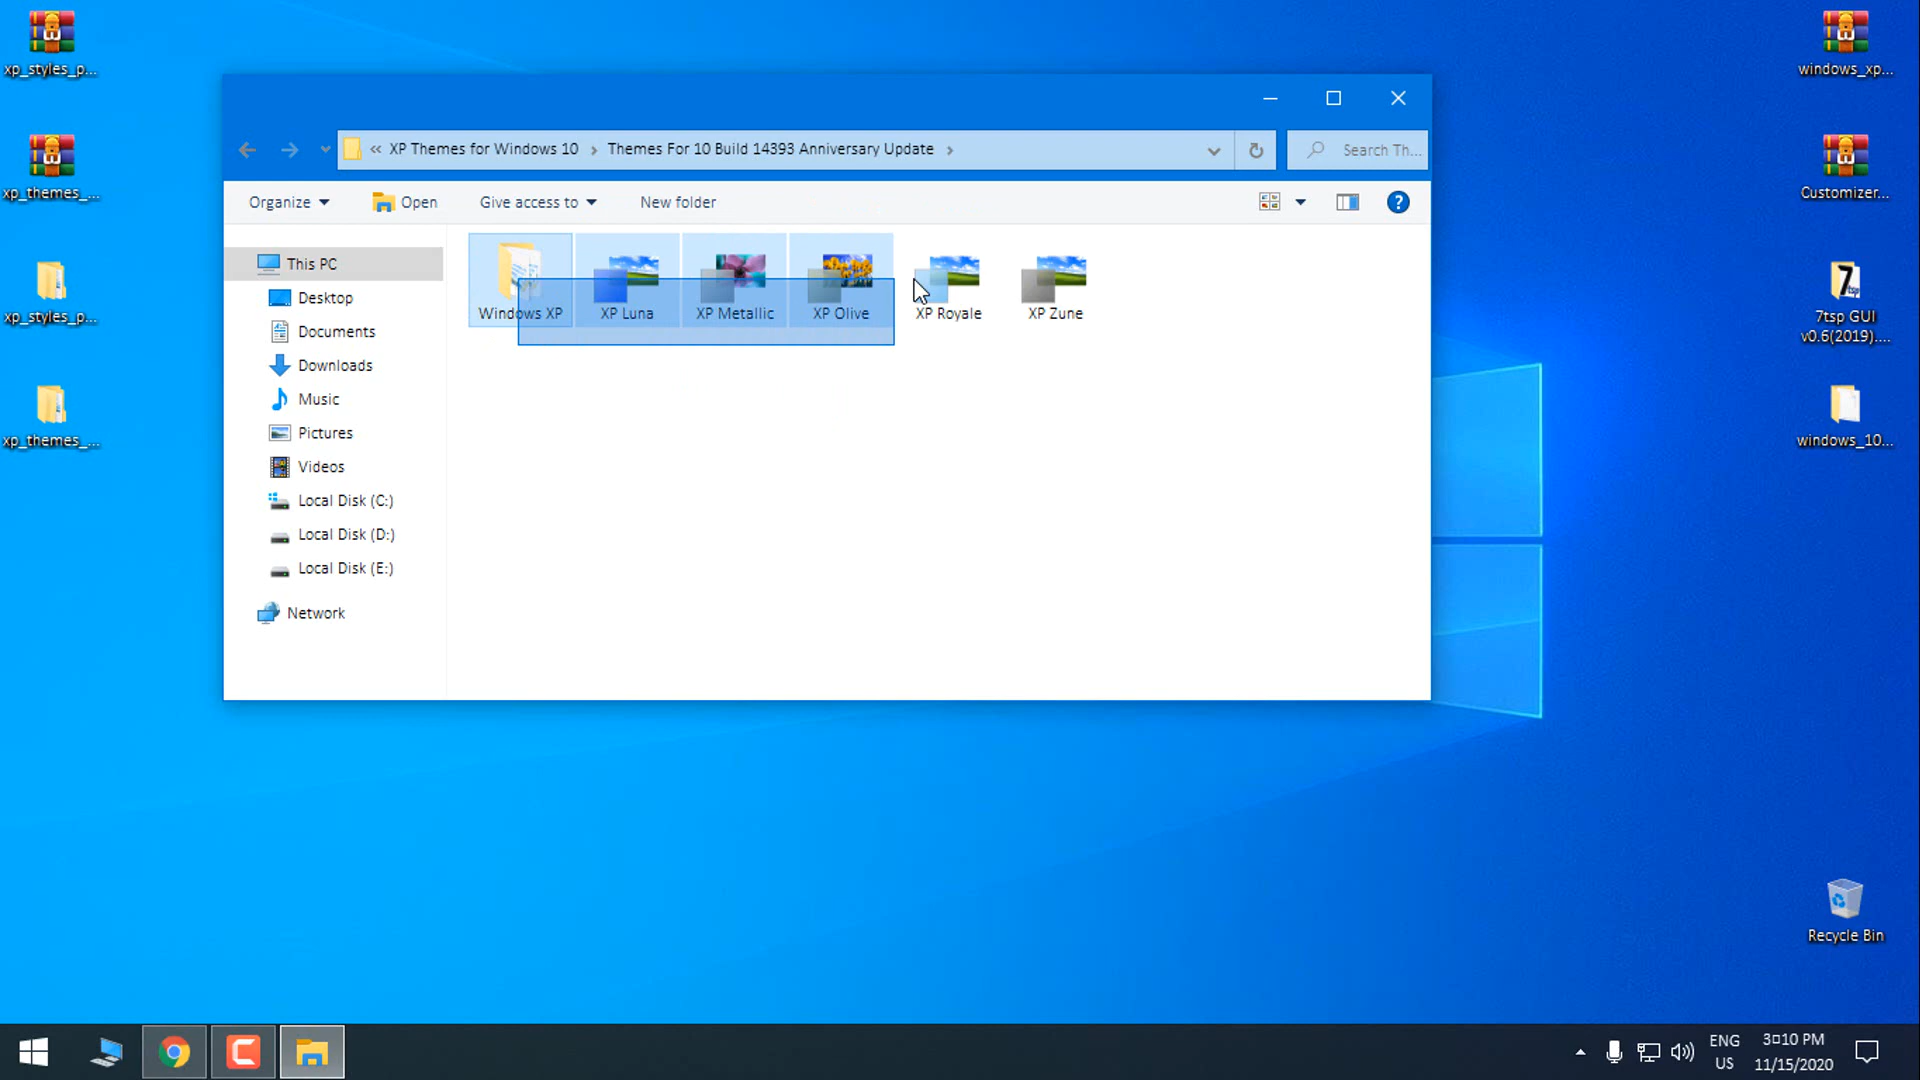 xp_styles_p...
xp_themes_...
xp_styles_p...
xp_themes_...
« XP Themes for Windows 10 › Themes For 10 Build 14393 Anniversary Update ›
Search Th...
Organize
Open
Give access to
New folder
?
This PC
Desktop
Documents
Downloads
Music
Pictures
Videos
Local Disk (C:)
Local Disk (D:)
Local Disk (E:)
Network
Windows XP
XP Luna
XP Metallic
XP Olive
XP Royale
XP Zune
windows_xp...
Customizer...
7tsp GUI
v0.6(2019)....
windows_10...
Recycle Bin
ENG
US
3□10 PM
11/15/2020